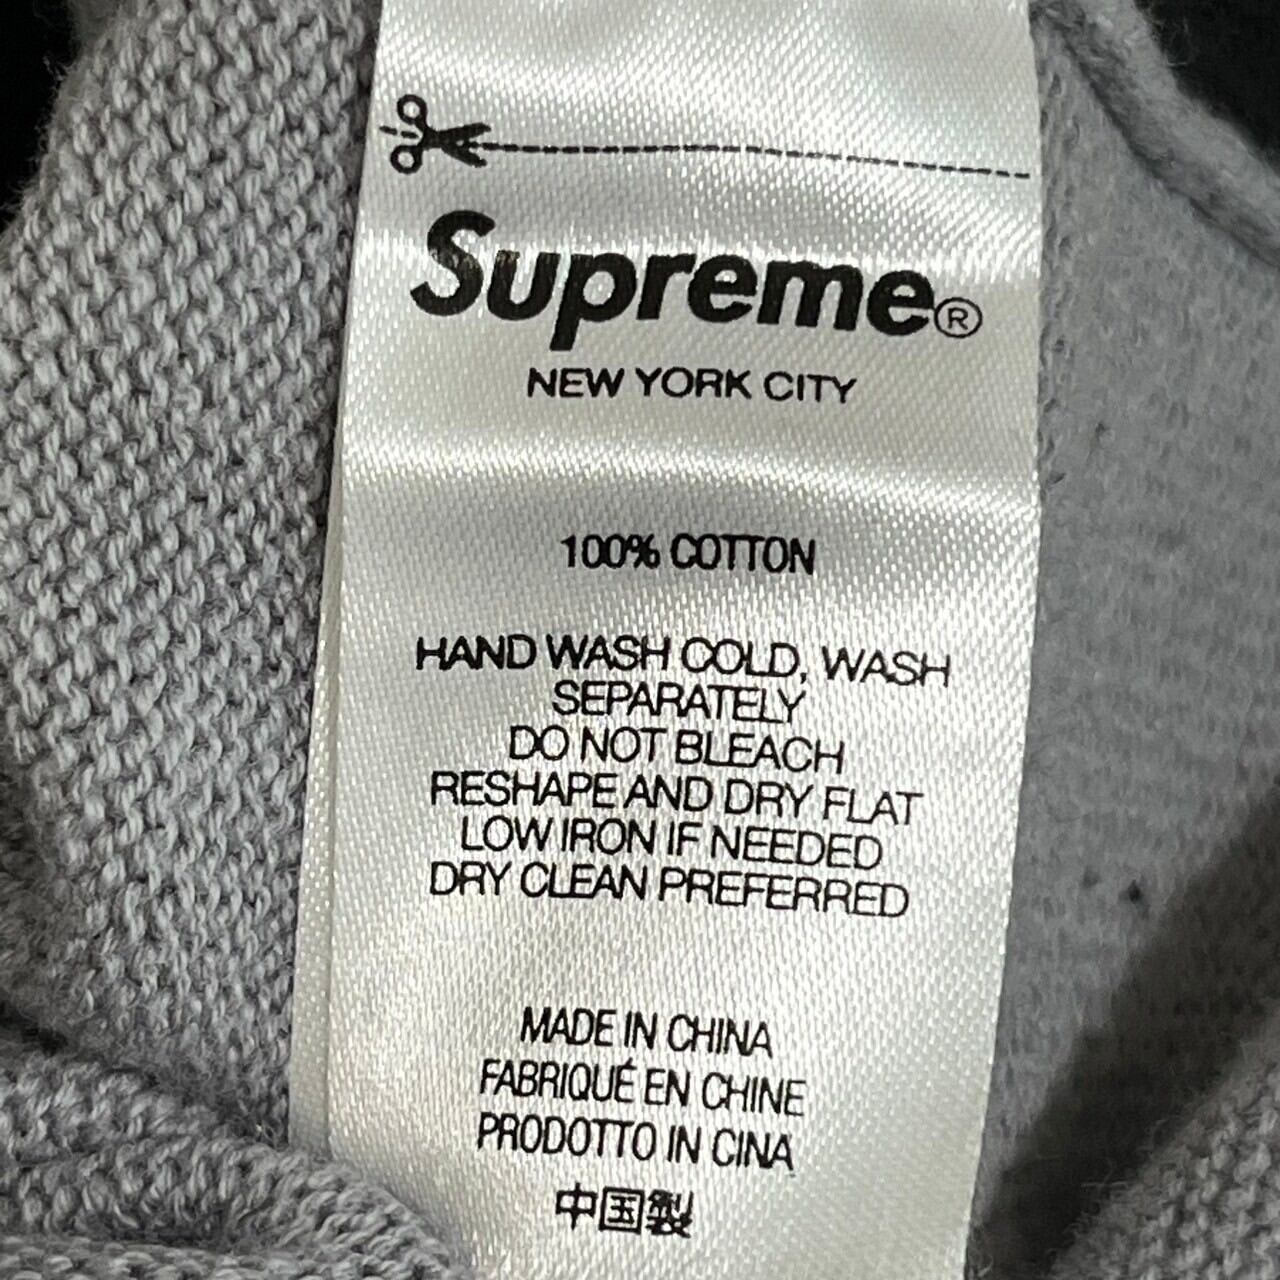 Supreme®
NEW YORK CITY
100% COTTON
HAND WASH COLD, WASH
SEPARATELY
DO NOT BLEACH
RESHAPE AND DRY FLAT
LOW IRON IF NEEDED
DRY CLEAN PREFERRED
MADE IN CHINA
FABRIQUÉ EN CHINE
PRODOTTO IN CINA
中国製